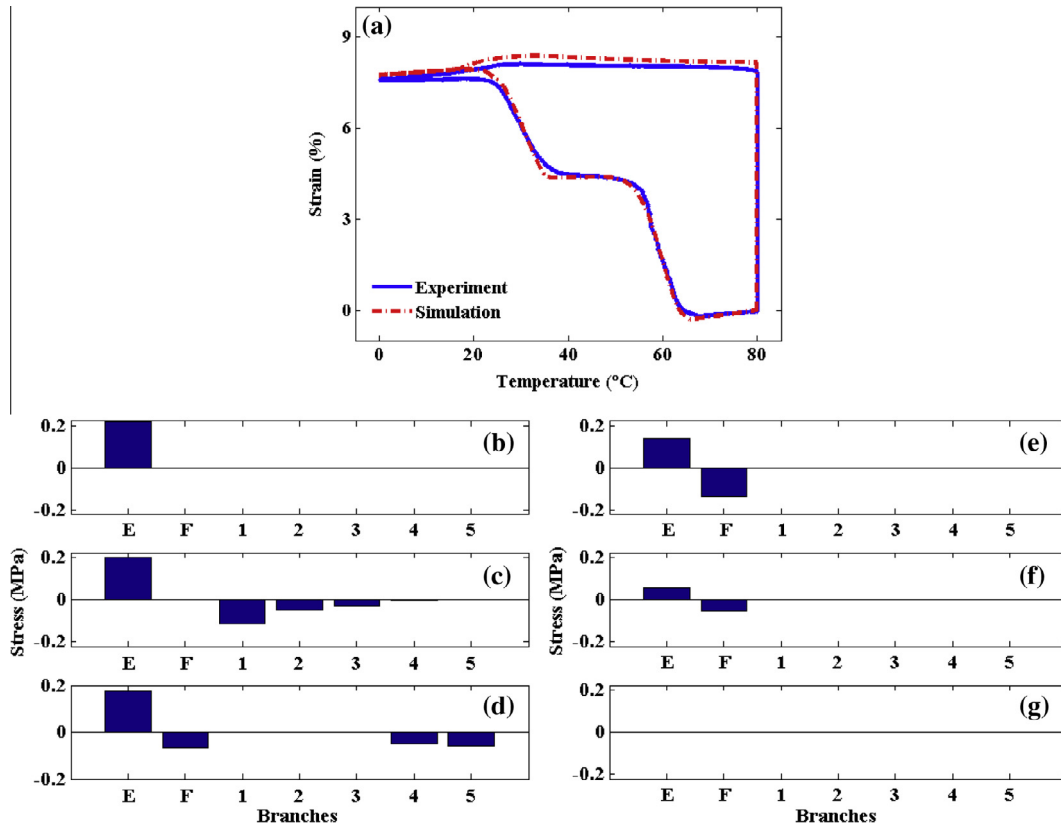 (a)
9
6
3
0
Strain (%)
Experiment
Simulation
0 20 40 60 80
Temperature (°C)
0.2
0
-0.2
(b)
E F 1 2 3 4 5
0.2
0
-0.2
(c)
E F 1 2 3 4 5
0.2
0
-0.2
(d)
E F 1 2 3 4 5
Stress (MPa)
Branches
0.2
0
-0.2
(e)
E F 1 2 3 4 5
0.2
0
-0.2
(f)
E F 1 2 3 4 5
0.2
0
-0.2
(g)
E F 1 2 3 4 5
Stress (MPa)
Branches